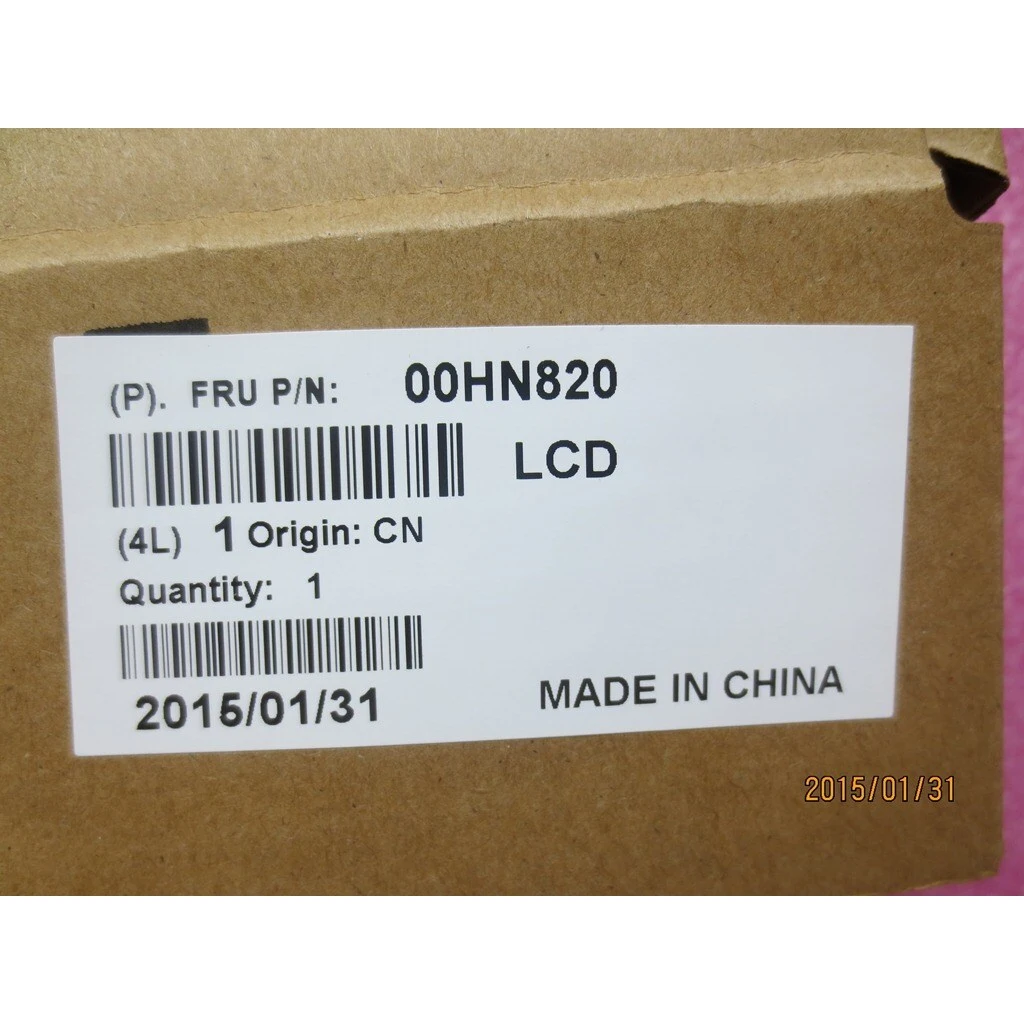 (P). FRU P/N: 00HN820
LCD
(4L) 1 Origin: CN
Quantity: 1
2015/01/31
MADE IN CHINA
2015/01/31